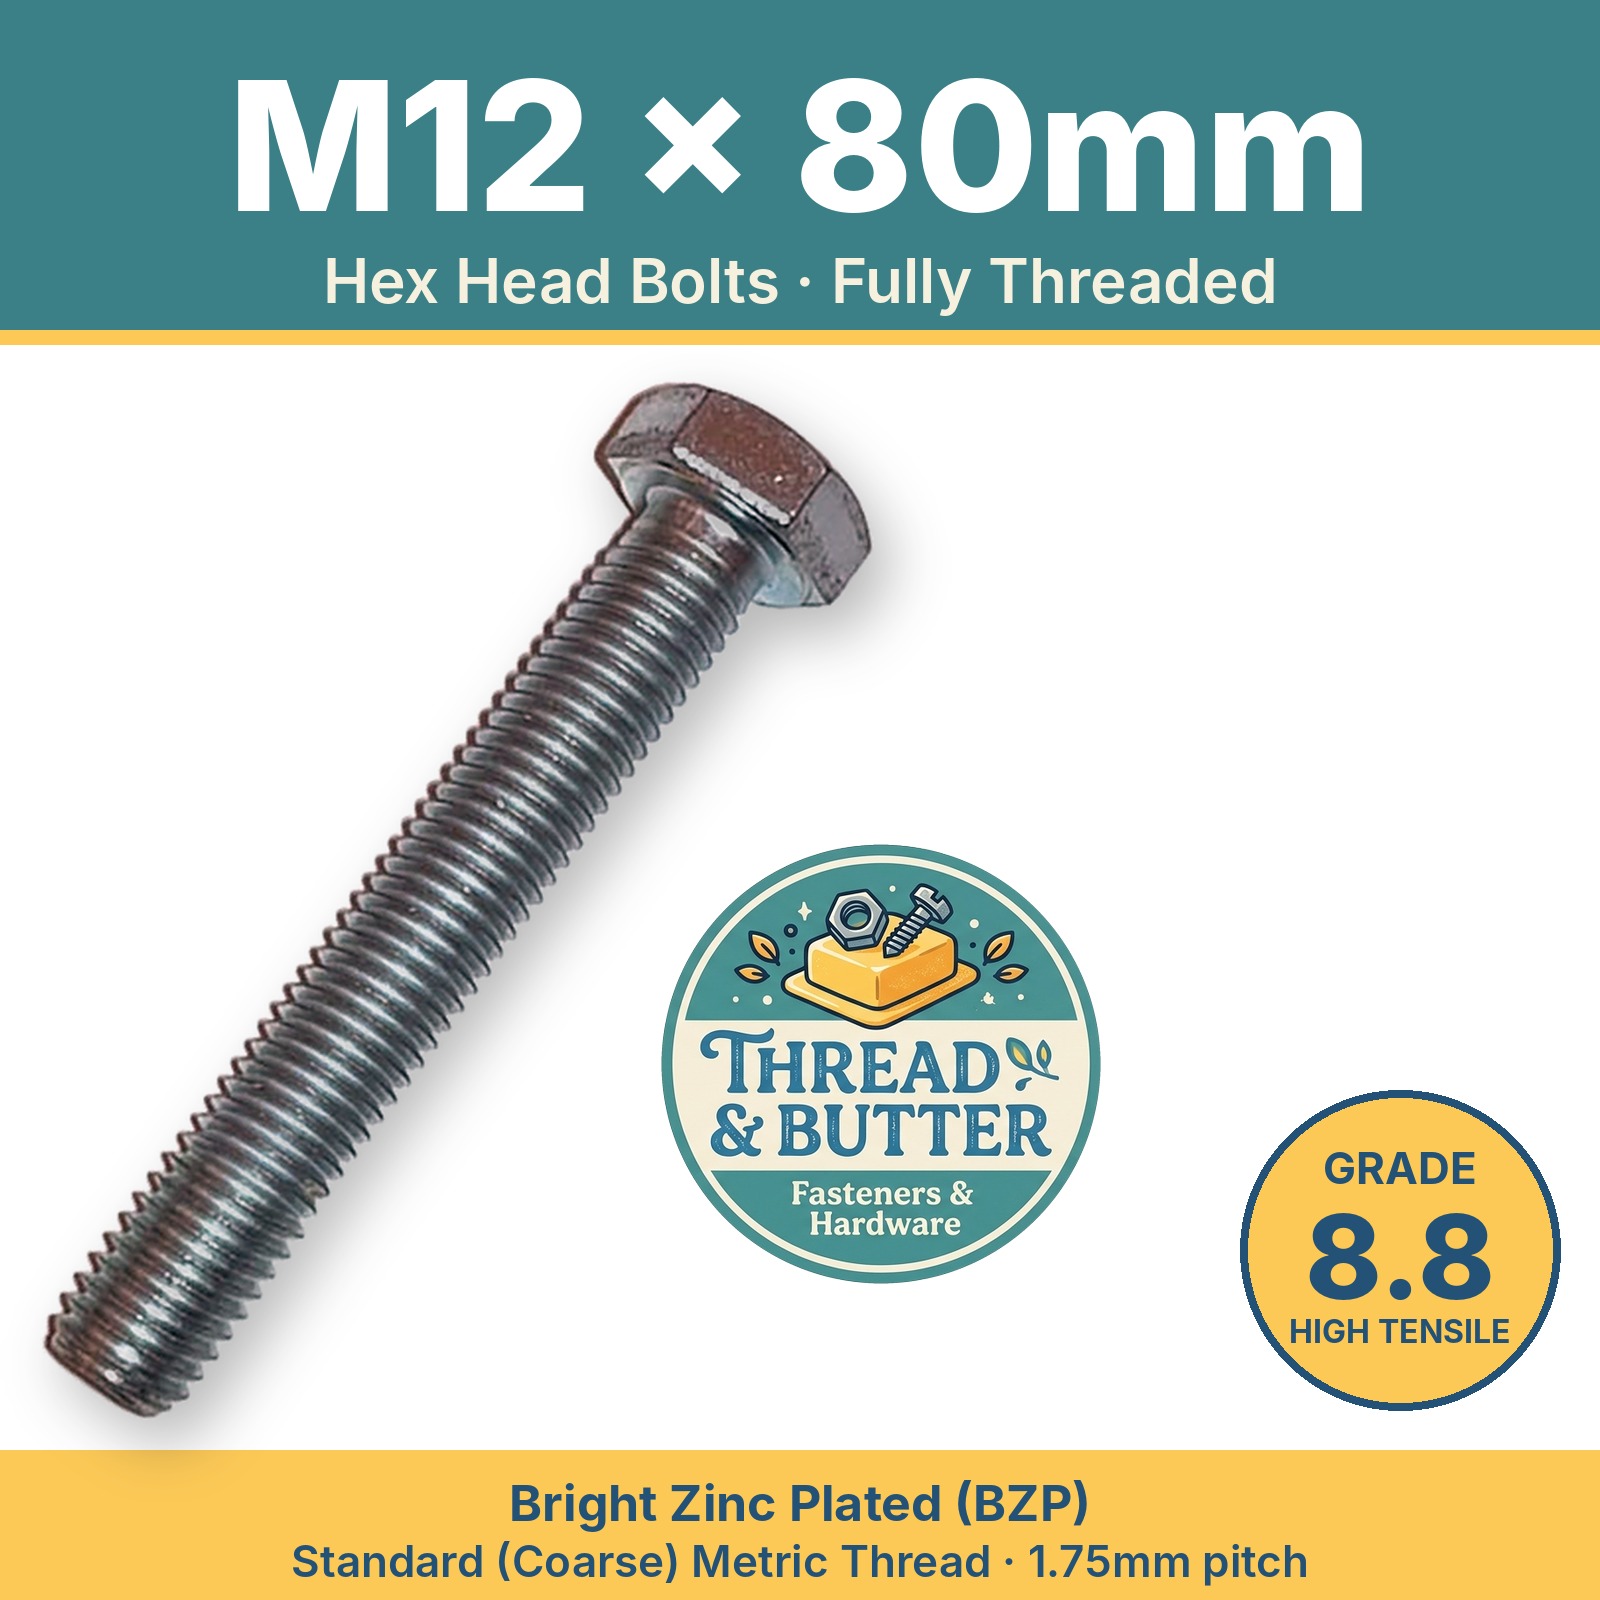 M12 × 80mm
Hex Head Bolts · Fully Threaded
THREAD
& BUTTER
Fasteners &
Hardware
GRADE
8.8
HIGH TENSILE
Bright Zinc Plated (BZP)
Standard (Coarse) Metric Thread · 1.75mm pitch